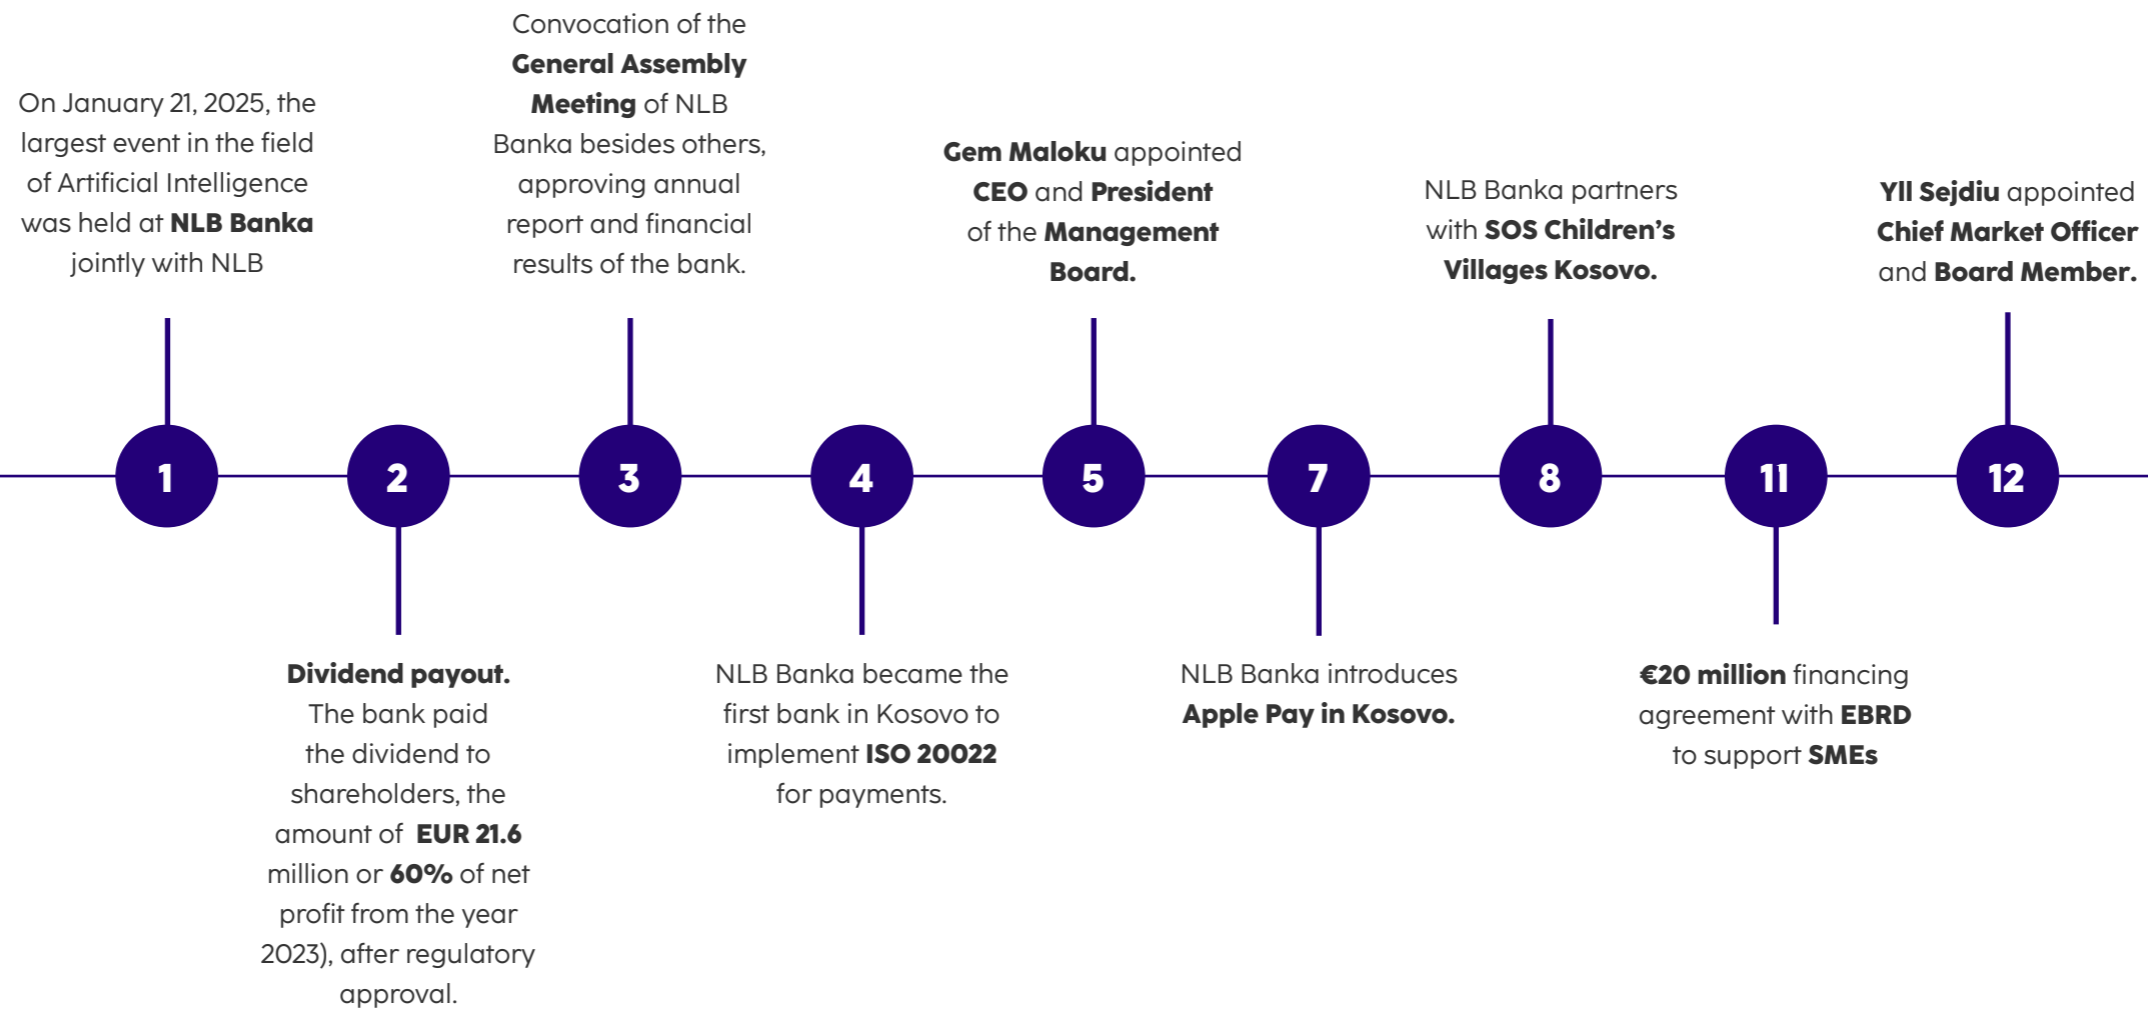 On January 21, 2025, the
largest event in the field
of Artificial Intelligence
was held at NLB Banka
jointly with NLB
Convocation of the
General Assembly
Meeting of NLB
Banka besides others,
approving annual
report and financial
results of the bank.
Gem Maloku appointed
CEO and President
of the Management
Board.
NLB Banka partners
with SOS Children’s
Villages Kosovo.
Yll Sejdiu appointed
Chief Market Officer
and Board Member.
1
2
3
4
5
7
8
11
12
Dividend payout.
The bank paid
the dividend to
shareholders, the
amount of EUR 21.6
million or 60% of net
profit from the year
2023), after regulatory
approval.
NLB Banka became the
first bank in Kosovo to
implement ISO 20022
for payments.
NLB Banka introduces
Apple Pay in Kosovo.
€20 million financing
agreement with EBRD
to support SMEs